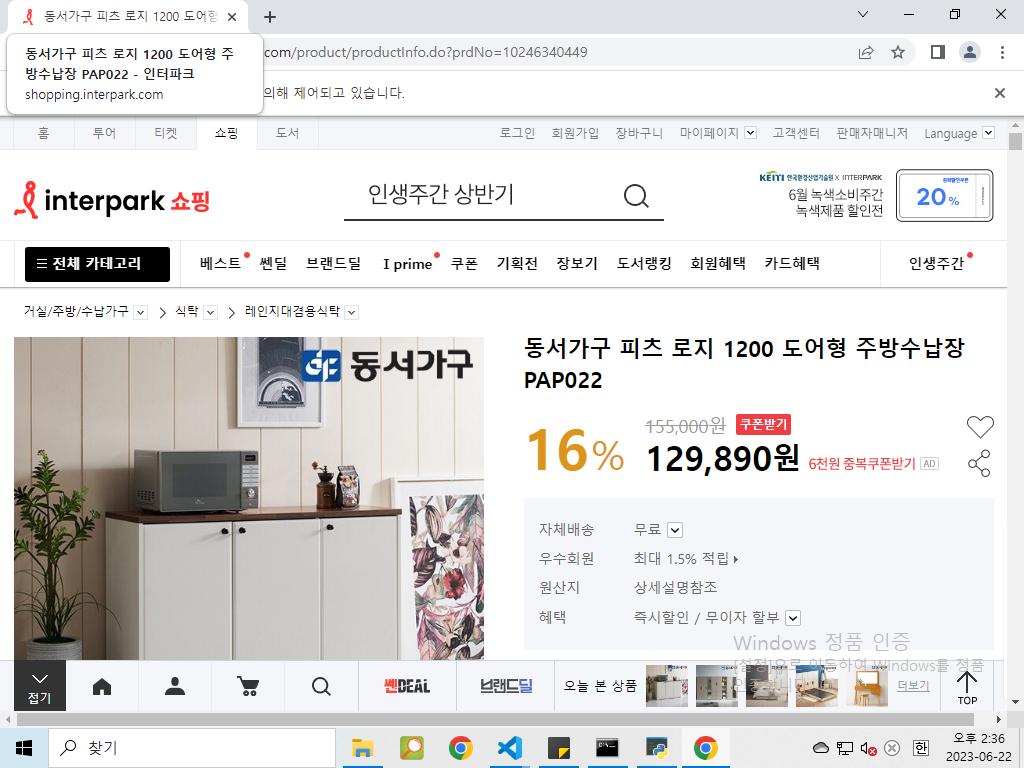 동서가구 피츠 로지 1200 도어형
동서가구 피츠 로지 1200 도어형 주
방수납장 PAP022 - 인터파크
shopping.interpark.com
com/product/productInfo.do?prdNo=10246340449
의해 제어되고 있습니다.
홈 투어 티켓 쇼핑 도서 로그인 회원가입 장바구니 마이페이지 고객센터 판매자매니저 Language
interpark 쇼핑
인생주간 상반기
KEITI 한국환경산업기술원 X INTERPARK
6월 녹색소비주간
녹색제품 할인전
중복할인쿠폰
20%
전체 카테고리 베스트 쎈딜 브랜드딜 I prime 쿠폰 기획전 장보기 도서랭킹 회원혜택 카드혜택 인생주간
거실/주방/수납가구 식탁 레인지대겸용식탁
동서가구
동서가구 피츠 로지 1200 도어형 주방수납장
PAP022
16%
155,000원 쿠폰받기
129,890원 6천원 중복쿠폰받기 AD
자체배송 무료
우수회원 최대 1.5% 적립
원산지 상세설명참조
혜택 즉시할인 / 무이자 할부
Windows 정품 인증
[설정]으로 이동하여 Windows를 정품
접기
쎈DEAL
브랜드딜
오늘 본 상품
더보기
TOP
찾기
한
오후 2:36
2023-06-22